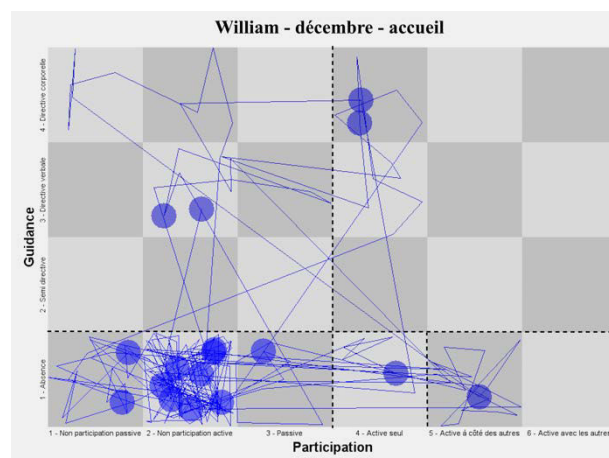 William - décembre - accueil
4 - Directive corporelle
3 - Directive verbale
2 - Semi directive
1 - Absence
Guidance
1 - Non participation passive
2 - Non participation active
3 - Passive
4 - Active seul
5 - Active à côté des autres
6 - Active avec les autres
Participation